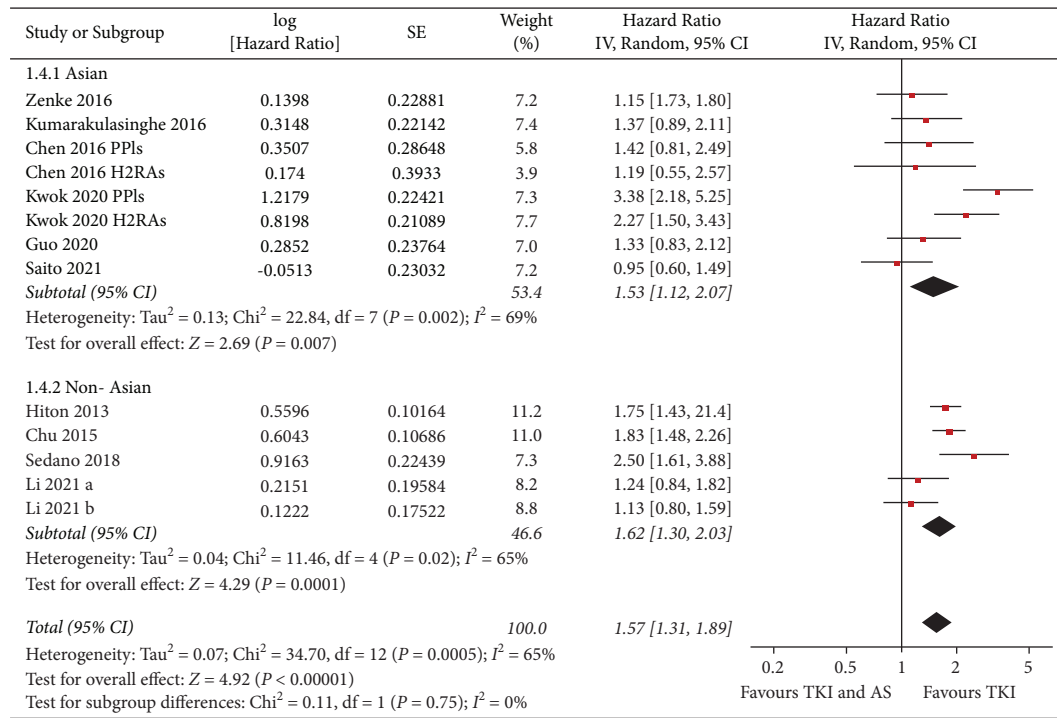 Study or Subgroup log [Hazard Ratio] SE Weight (%) Hazard Ratio IV, Random, 95% CI Hazard Ratio IV, Random, 95% CI
1.4.1 Asian
Zenke 2016 0.1398 0.22881 7.2 1.15 [1.73, 1.80]
Kumarakulasinghe 2016 0.3148 0.22142 7.4 1.37 [0.89, 2.11]
Chen 2016 PPls 0.3507 0.28648 5.8 1.42 [0.81, 2.49]
Chen 2016 H2RAs 0.174 0.3933 3.9 1.19 [0.55, 2.57]
Kwok 2020 PPls 1.2179 0.22421 7.3 3.38 [2.18, 5.25]
Kwok 2020 H2RAs 0.8198 0.21089 7.7 2.27 [1.50, 3.43]
Guo 2020 0.2852 0.23764 7.0 1.33 [0.83, 2.12]
Saito 2021 -0.0513 0.23032 7.2 0.95 [0.60, 1.49]
Subtotal (95% CI) 53.4 1.53 [1.12, 2.07]
Heterogeneity: Tau² = 0.13; Chi² = 22.84, df = 7 (P = 0.002); I² = 69%
Test for overall effect: Z = 2.69 (P = 0.007)
1.4.2 Non- Asian
Hiton 2013 0.5596 0.10164 11.2 1.75 [1.43, 21.4]
Chu 2015 0.6043 0.10686 11.0 1.83 [1.48, 2.26]
Sedano 2018 0.9163 0.22439 7.3 2.50 [1.61, 3.88]
Li 2021 a 0.2151 0.19584 8.2 1.24 [0.84, 1.82]
Li 2021 b 0.1222 0.17522 8.8 1.13 [0.80, 1.59]
Subtotal (95% CI) 46.6 1.62 [1.30, 2.03]
Heterogeneity: Tau² = 0.04; Chi² = 11.46, df = 4 (P = 0.02); I² = 65%
Test for overall effect: Z = 4.29 (P = 0.0001)
Total (95% CI) 100.0 1.57 [1.31, 1.89]
Heterogeneity: Tau² = 0.07; Chi² = 34.70, df = 12 (P = 0.0005); I² = 65%
Test for overall effect: Z = 4.92 (P < 0.00001)
Test for subgroup differences: Chi² = 0.11, df = 1 (P = 0.75); I² = 0%
0.2 0.5 1 2 5
Favours TKI and AS Favours TKI